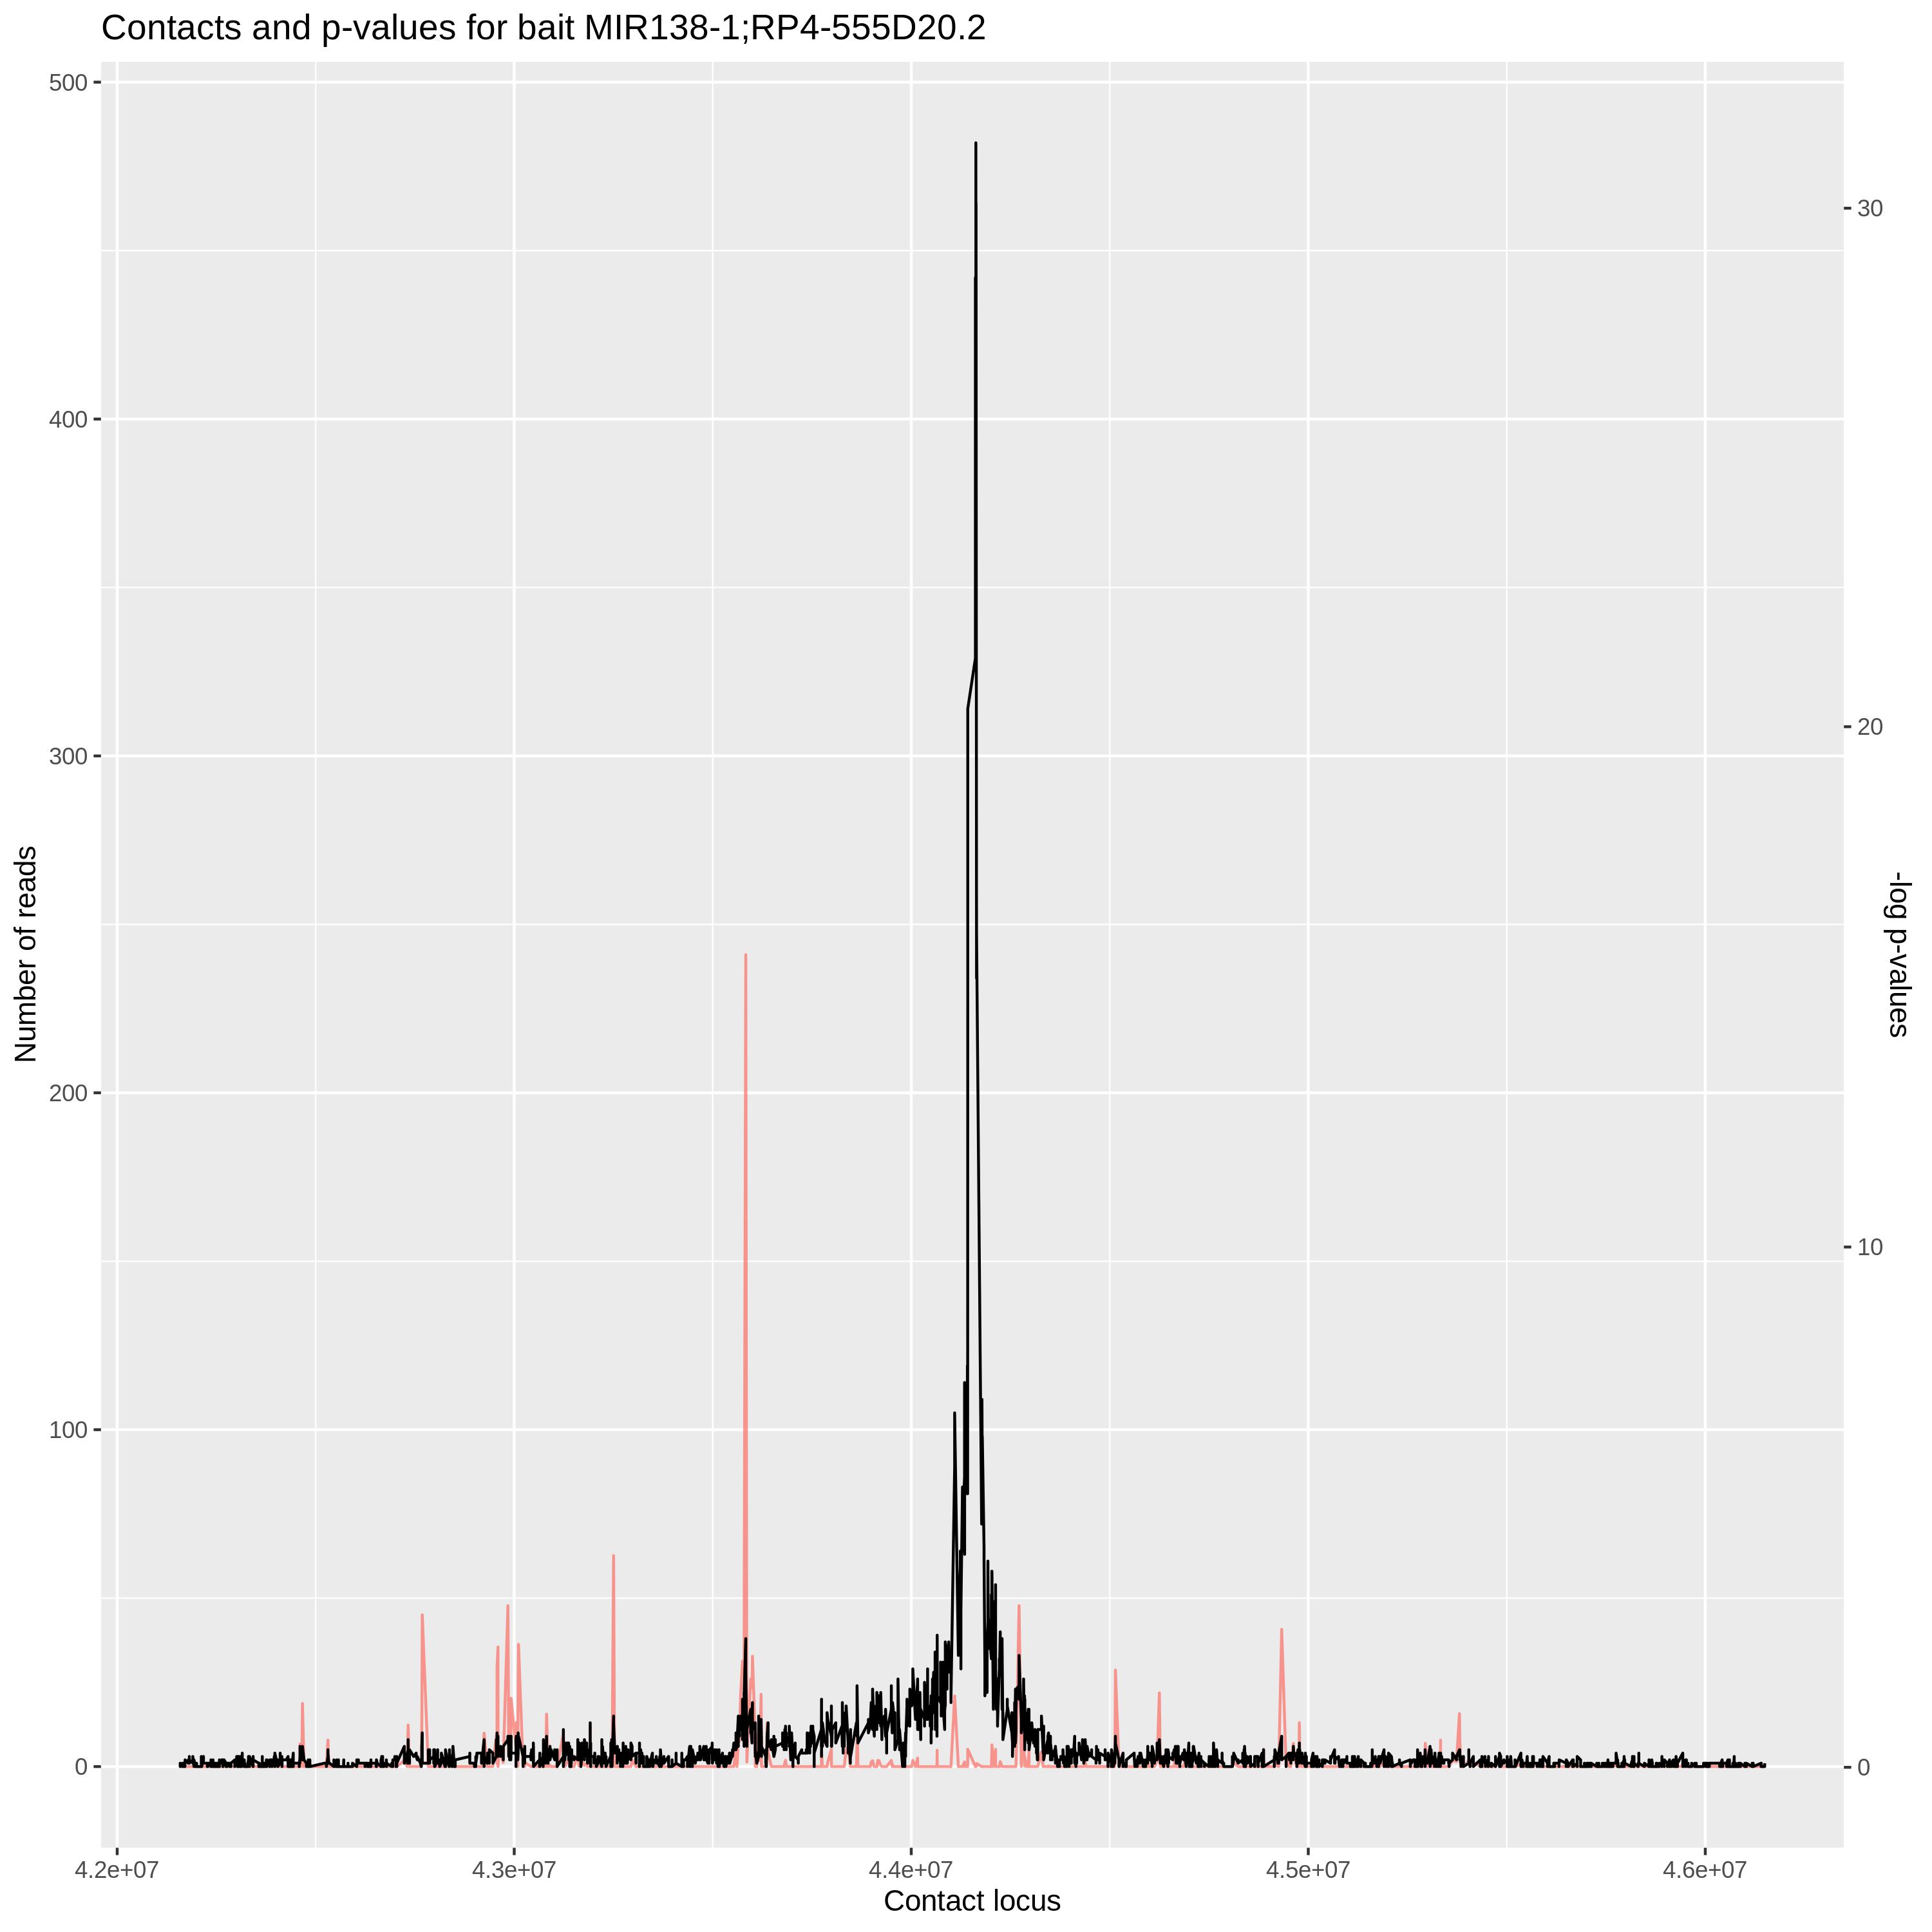 Contacts and p-values for bait MIR138-1;RP4-555D20.2
500
400
300
200
100
0
Number of reads
30
20
10
0
-log p-values
4.2e+07
4.3e+07
4.4e+07
4.5e+07
4.6e+07
Contact locus